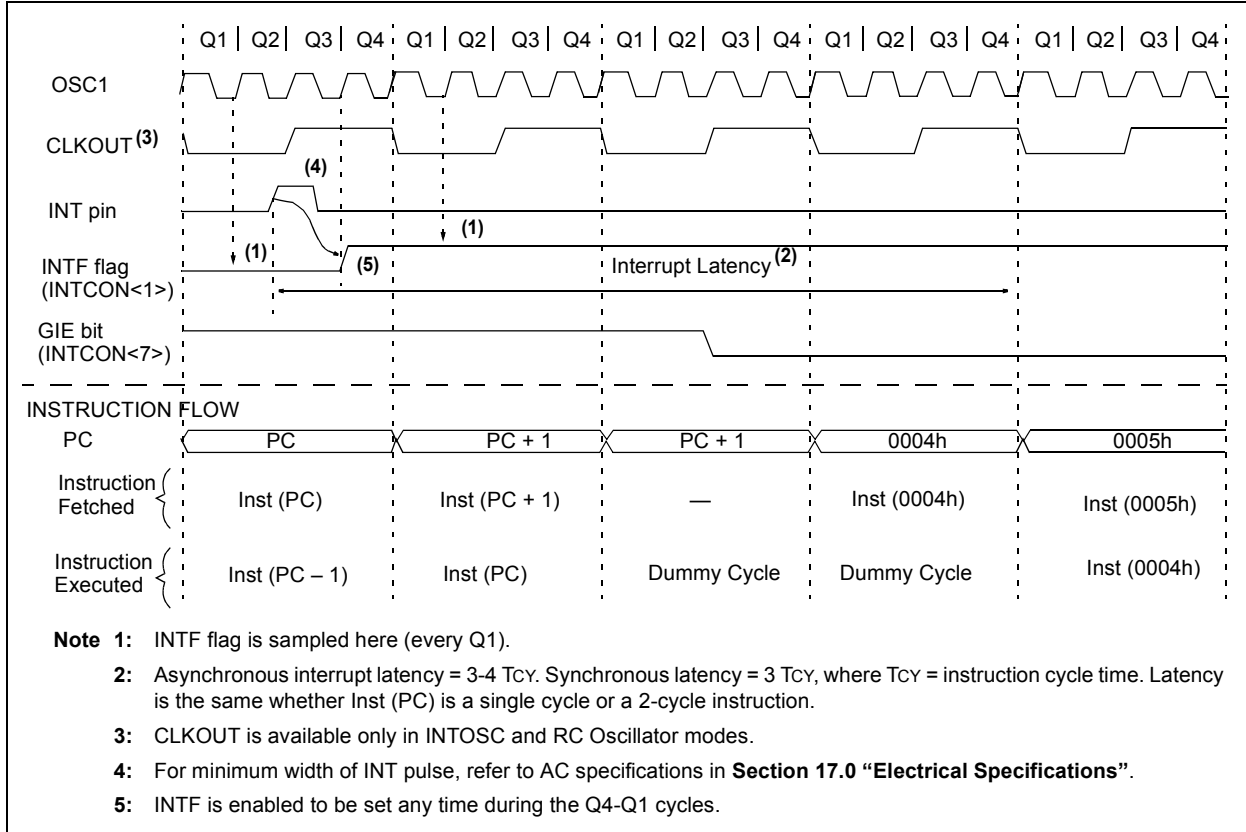 Q1 Q2 Q3 Q4 Q1 Q2 Q3 Q4 Q1 Q2 Q3 Q4 Q1 Q2 Q3 Q4 Q1 Q2 Q3 Q4
OSC1
CLKOUT (3)
(4)
INT pin
(1)
(1)
(5)
INTF flag
(INTCON<1>)
Interrupt Latency (2)
GIE bit
(INTCON<7>)
INSTRUCTION FLOW
PC PC PC + 1 PC + 1 0004h 0005h
Instruction
Fetched
Inst (PC) Inst (PC + 1) — Inst (0004h) Inst (0005h)
Instruction
Executed
Inst (PC – 1) Inst (PC) Dummy Cycle Dummy Cycle Inst (0004h)
Note 1: INTF flag is sampled here (every Q1).
2: Asynchronous interrupt latency = 3-4 TCY. Synchronous latency = 3 TCY, where TCY = instruction cycle time. Latency
is the same whether Inst (PC) is a single cycle or a 2-cycle instruction.
3: CLKOUT is available only in INTOSC and RC Oscillator modes.
4: For minimum width of INT pulse, refer to AC specifications in Section 17.0 “Electrical Specifications”.
5: INTF is enabled to be set any time during the Q4-Q1 cycles.